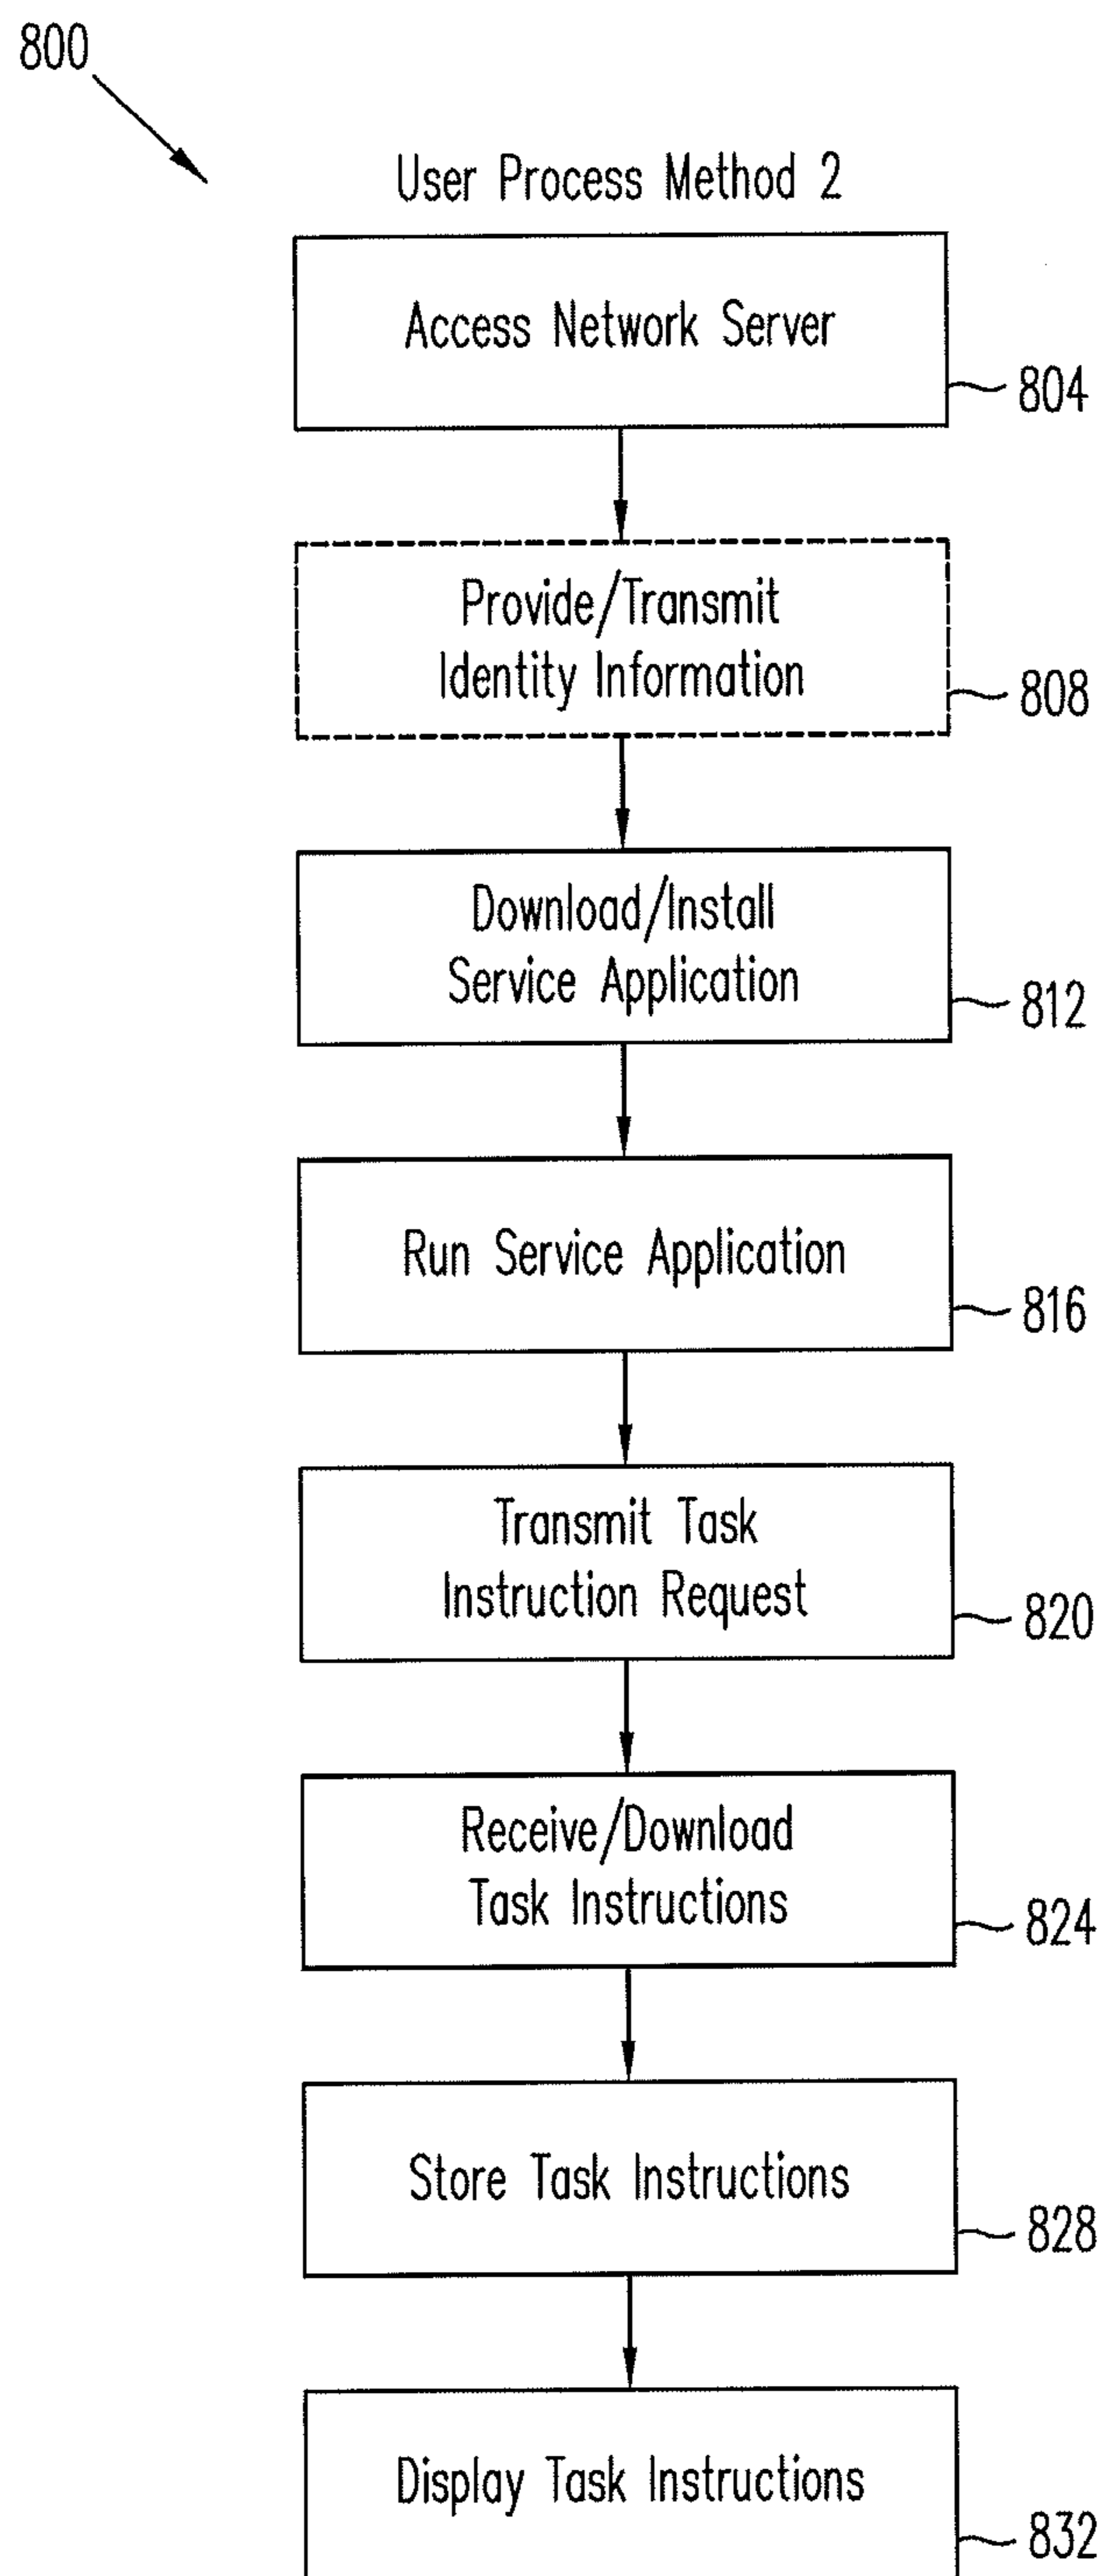 800
User Process Method 2
Access Network Server
804
Provide/Transmit
Identity Information
808
Download/Install
Service Application
812
Run Service Application
816
Transmit Task
Instruction Request
820
Receive/Download
Task Instructions
824
Store Task Instructions
828
Display Task Instructions
832